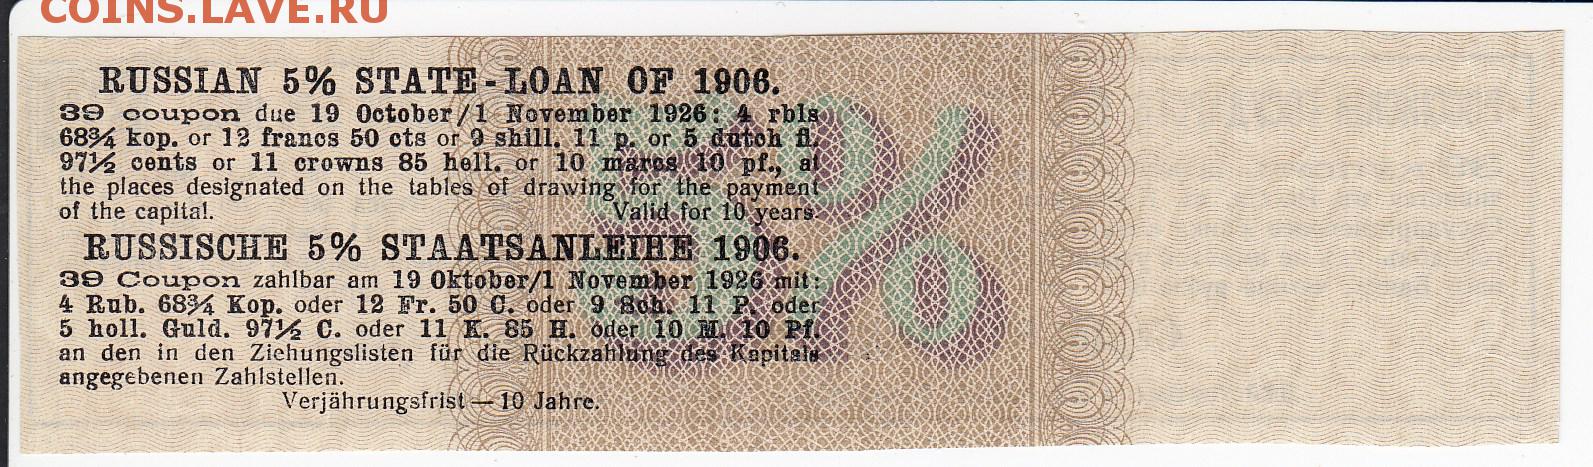 COINS.LAVE.RU
RUSSIAN 5% STATE-LOAN OF 1906.
39 coupon due 19 October/1 November 1926: 4 rbls
68¾ kop. or 12 francs 50 cts or 9 shill. 11 p. or 5 dutch fl.
97½ cents or 11 crowns 85 hell. or 10 marcs 10 pf., at
the places designated on the tables of drawing for the payment
of the capital. Valid for 10 years.
RUSSISCHE 5% STAATSANLEIHE 1906.
39 Coupon zahlbar am 19 Oktober/1 November 1926 mit:
4 Rub. 68¾ Kop. oder 12 Fr. 50 C. oder 9 Sch. 11 P. oder
5 holl. Guld. 97½ C. oder 11 K. 85 H. oder 10 M. 10 Pf.
an den in den Ziehungslisten für die Rückzahlung des Kapitals
angegebenen Zahlstellen.
Verjährungsfrist — 10 Jahre.
5%